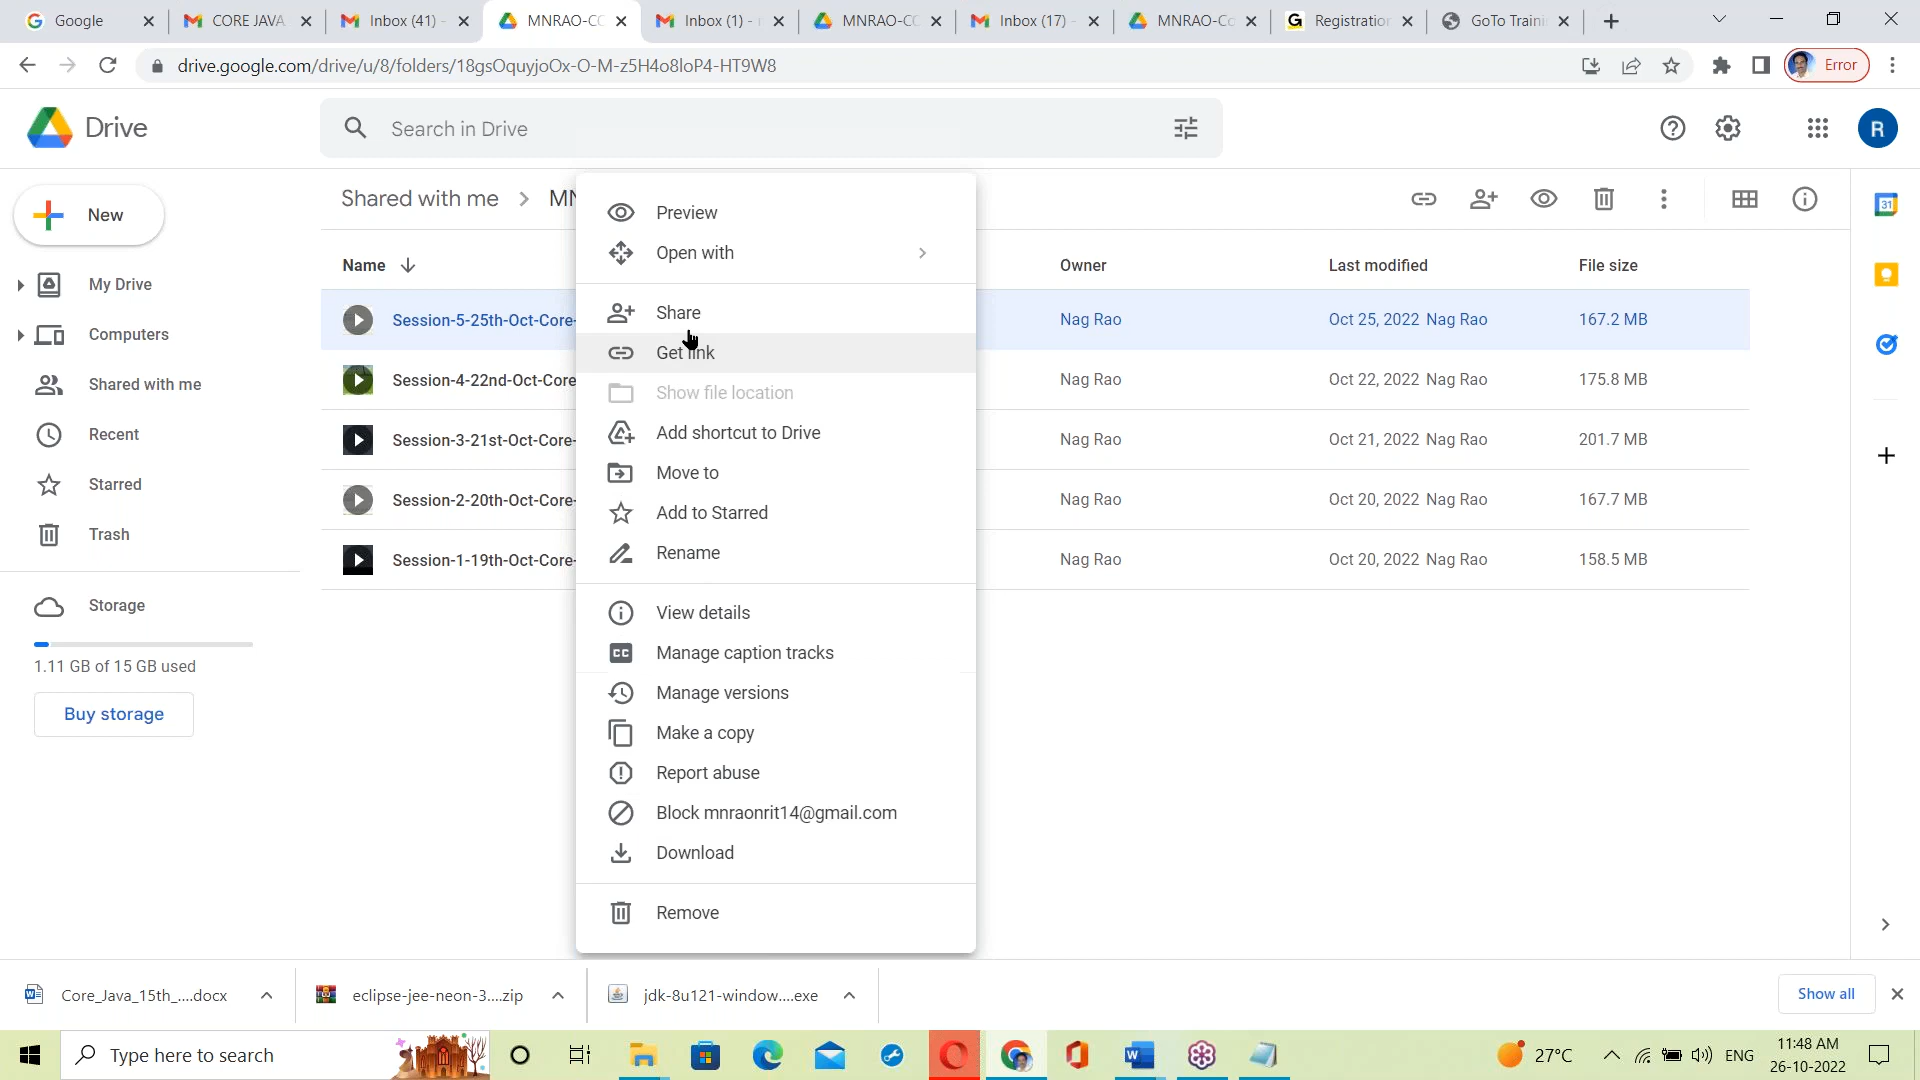 Google
CORE JAVA
Inbox (41) -
MNRAO-CO
Inbox (1) -
MNRAO-CO
Inbox (17) -
MNRAO-Co
Registration
GoTo Traini
drive.google.com/drive/u/8/folders/18gsOquyjoOx-O-M-z5H4o8loP4-HT9W8
Error
Drive
Search in Drive
R
New
Shared with me
MN
31
My Drive
Computers
Shared with me
Recent
Starred
Trash
Storage
1.11 GB of 15 GB used
Buy storage
Name
Owner
Last modified
File size
Session-5-25th-Oct-Core-
Nag Rao
Oct 25, 2022 Nag Rao
167.2 MB
Session-4-22nd-Oct-Core
Nag Rao
Oct 22, 2022 Nag Rao
175.8 MB
Session-3-21st-Oct-Core-
Nag Rao
Oct 21, 2022 Nag Rao
201.7 MB
Session-2-20th-Oct-Core-
Nag Rao
Oct 20, 2022 Nag Rao
167.7 MB
Session-1-19th-Oct-Core-
Nag Rao
Oct 20, 2022 Nag Rao
158.5 MB
Preview
Open with
Share
Get link
Show file location
Add shortcut to Drive
Move to
Add to Starred
Rename
View details
CC
Manage caption tracks
Manage versions
Make a copy
Report abuse
Block mnraonrit14@gmail.com
Download
Remove
Core_Java_15th_....docx
eclipse-jee-neon-3....zip
jdk-8u121-window....exe
Show all
Type here to search
27°C
ENG
11:48 AM
26-10-2022